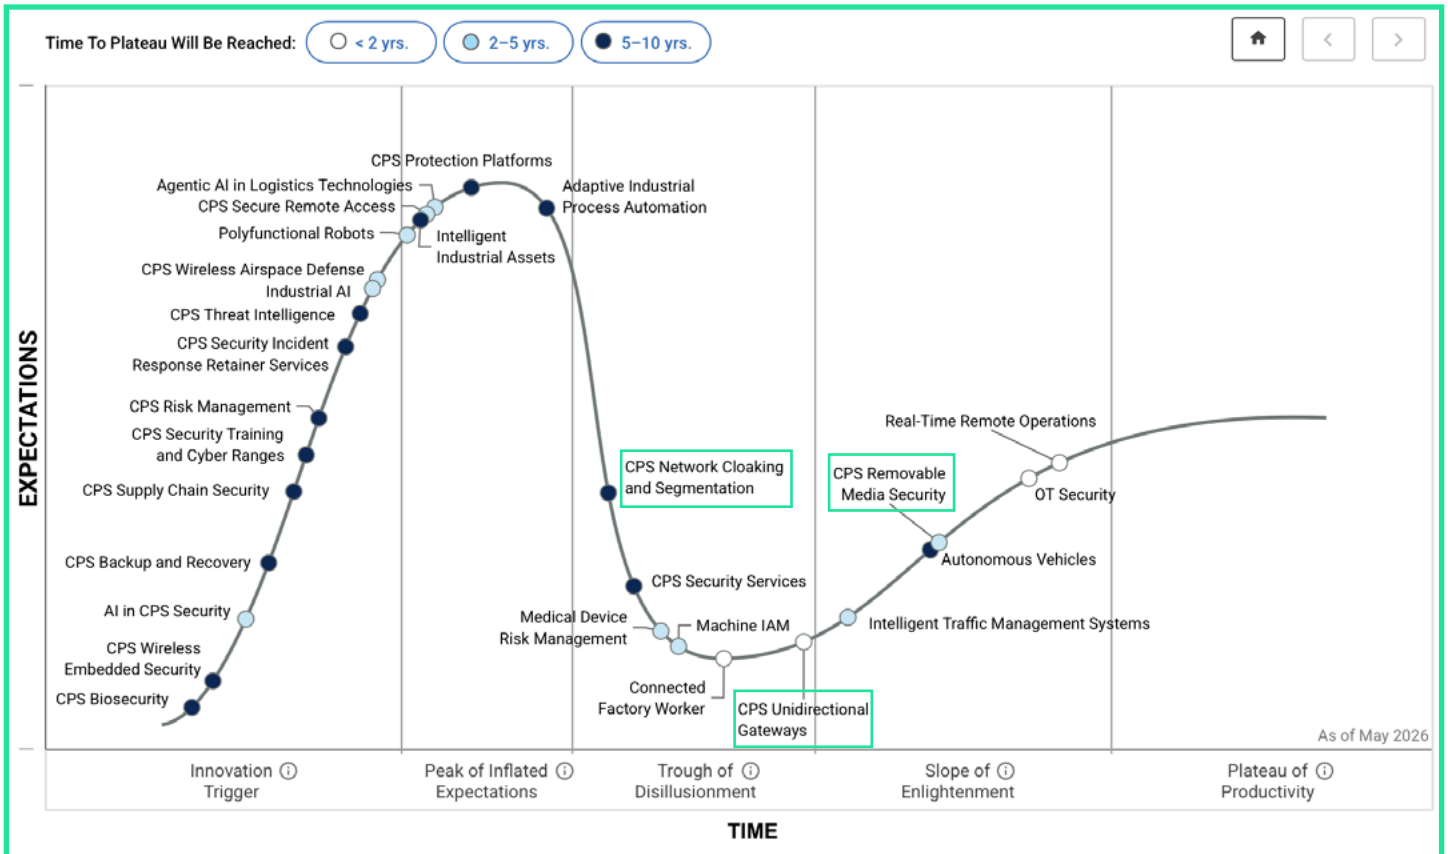 Time To Plateau Will Be Reached:
< 2 yrs.
2–5 yrs.
5–10 yrs.
EXPECTATIONS
CPS Protection Platforms
Agentic AI in Logistics Technologies
CPS Secure Remote Access
Polyfunctional Robots
Intelligent
Industrial Assets
Adaptive Industrial
Process Automation
CPS Wireless Airspace Defense
Industrial AI
CPS Threat Intelligence
CPS Security Incident
Response Retainer Services
CPS Risk Management
CPS Security Training
and Cyber Ranges
CPS Supply Chain Security
CPS Backup and Recovery
AI in CPS Security
CPS Wireless
Embedded Security
CPS Biosecurity
CPS Network Cloaking
and Segmentation
CPS Security Services
Medical Device
Risk Management
Machine IAM
Connected
Factory Worker
CPS Unidirectional
Gateways
Real-Time Remote Operations
CPS Removable
Media Security
OT Security
Autonomous Vehicles
Intelligent Traffic Management Systems
As of May 2026
Innovation
Trigger
Peak of Inflated
Expectations
Trough of
Disillusionment
Slope of
Enlightenment
Plateau of
Productivity
TIME